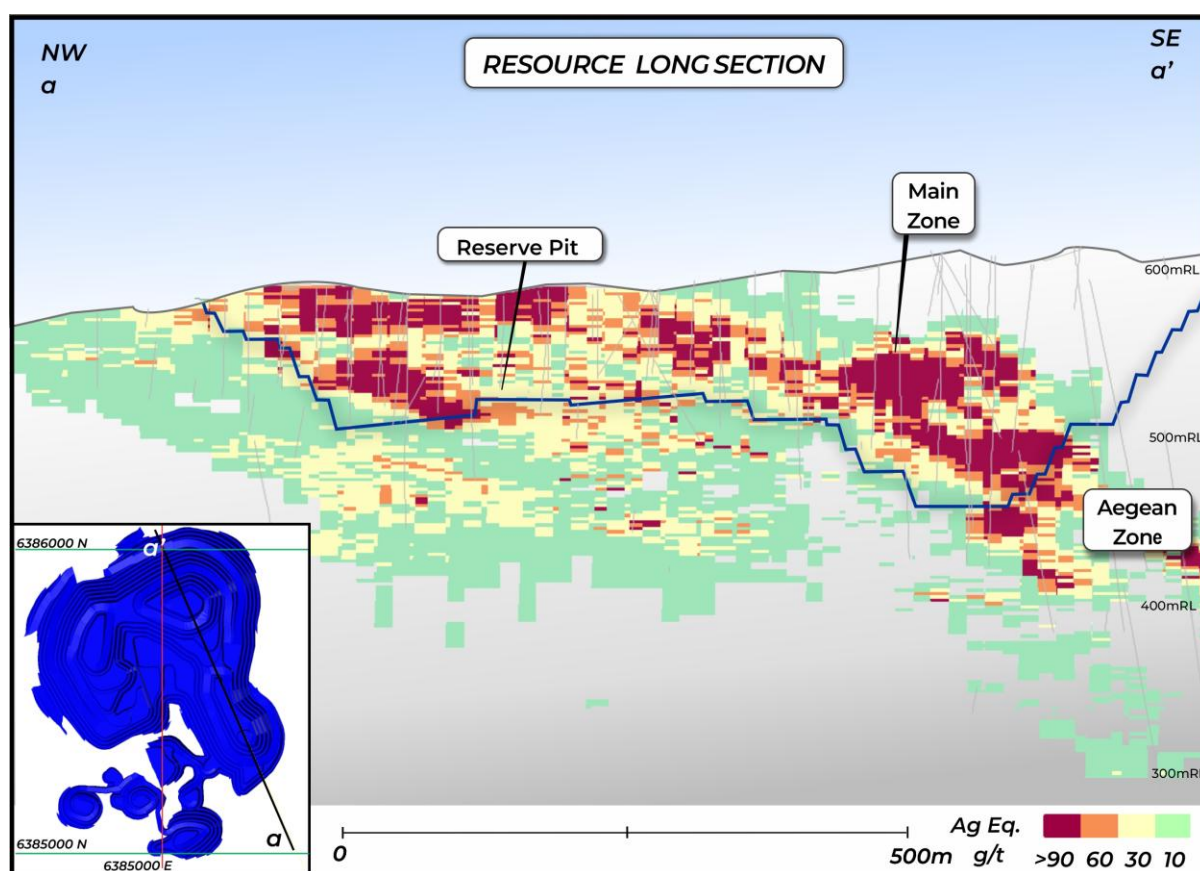 NW
a
RESOURCE LONG SECTION
SE
a'
Main
Zone
Reserve Pit
600mRL
500mRL
Aegean
Zone
400mRL
300mRL
6386000 N
a'
6385000 N
a
6385000 E
0
500m
Ag Eq.
g/t
>90
60
30
10